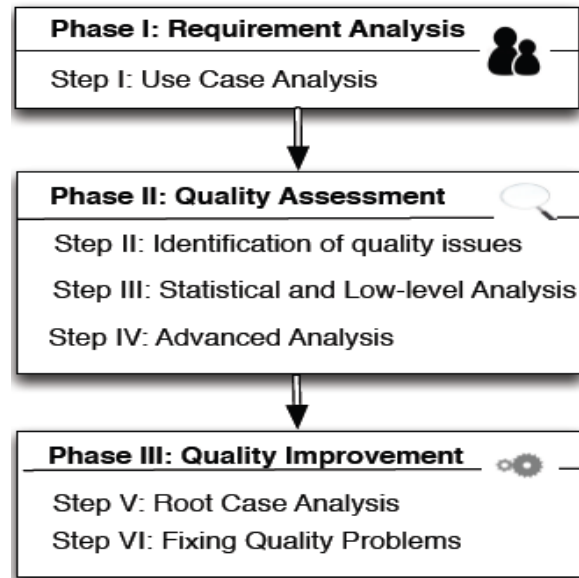 Phase I: Requirement Analysis
Step I: Use Case Analysis
Phase II: Quality Assessment
Step II: Identification of quality issues
Step III: Statistical and Low-level Analysis
Step IV: Advanced Analysis
Phase III: Quality Improvement
Step V: Root Case Analysis
Step VI: Fixing Quality Problems